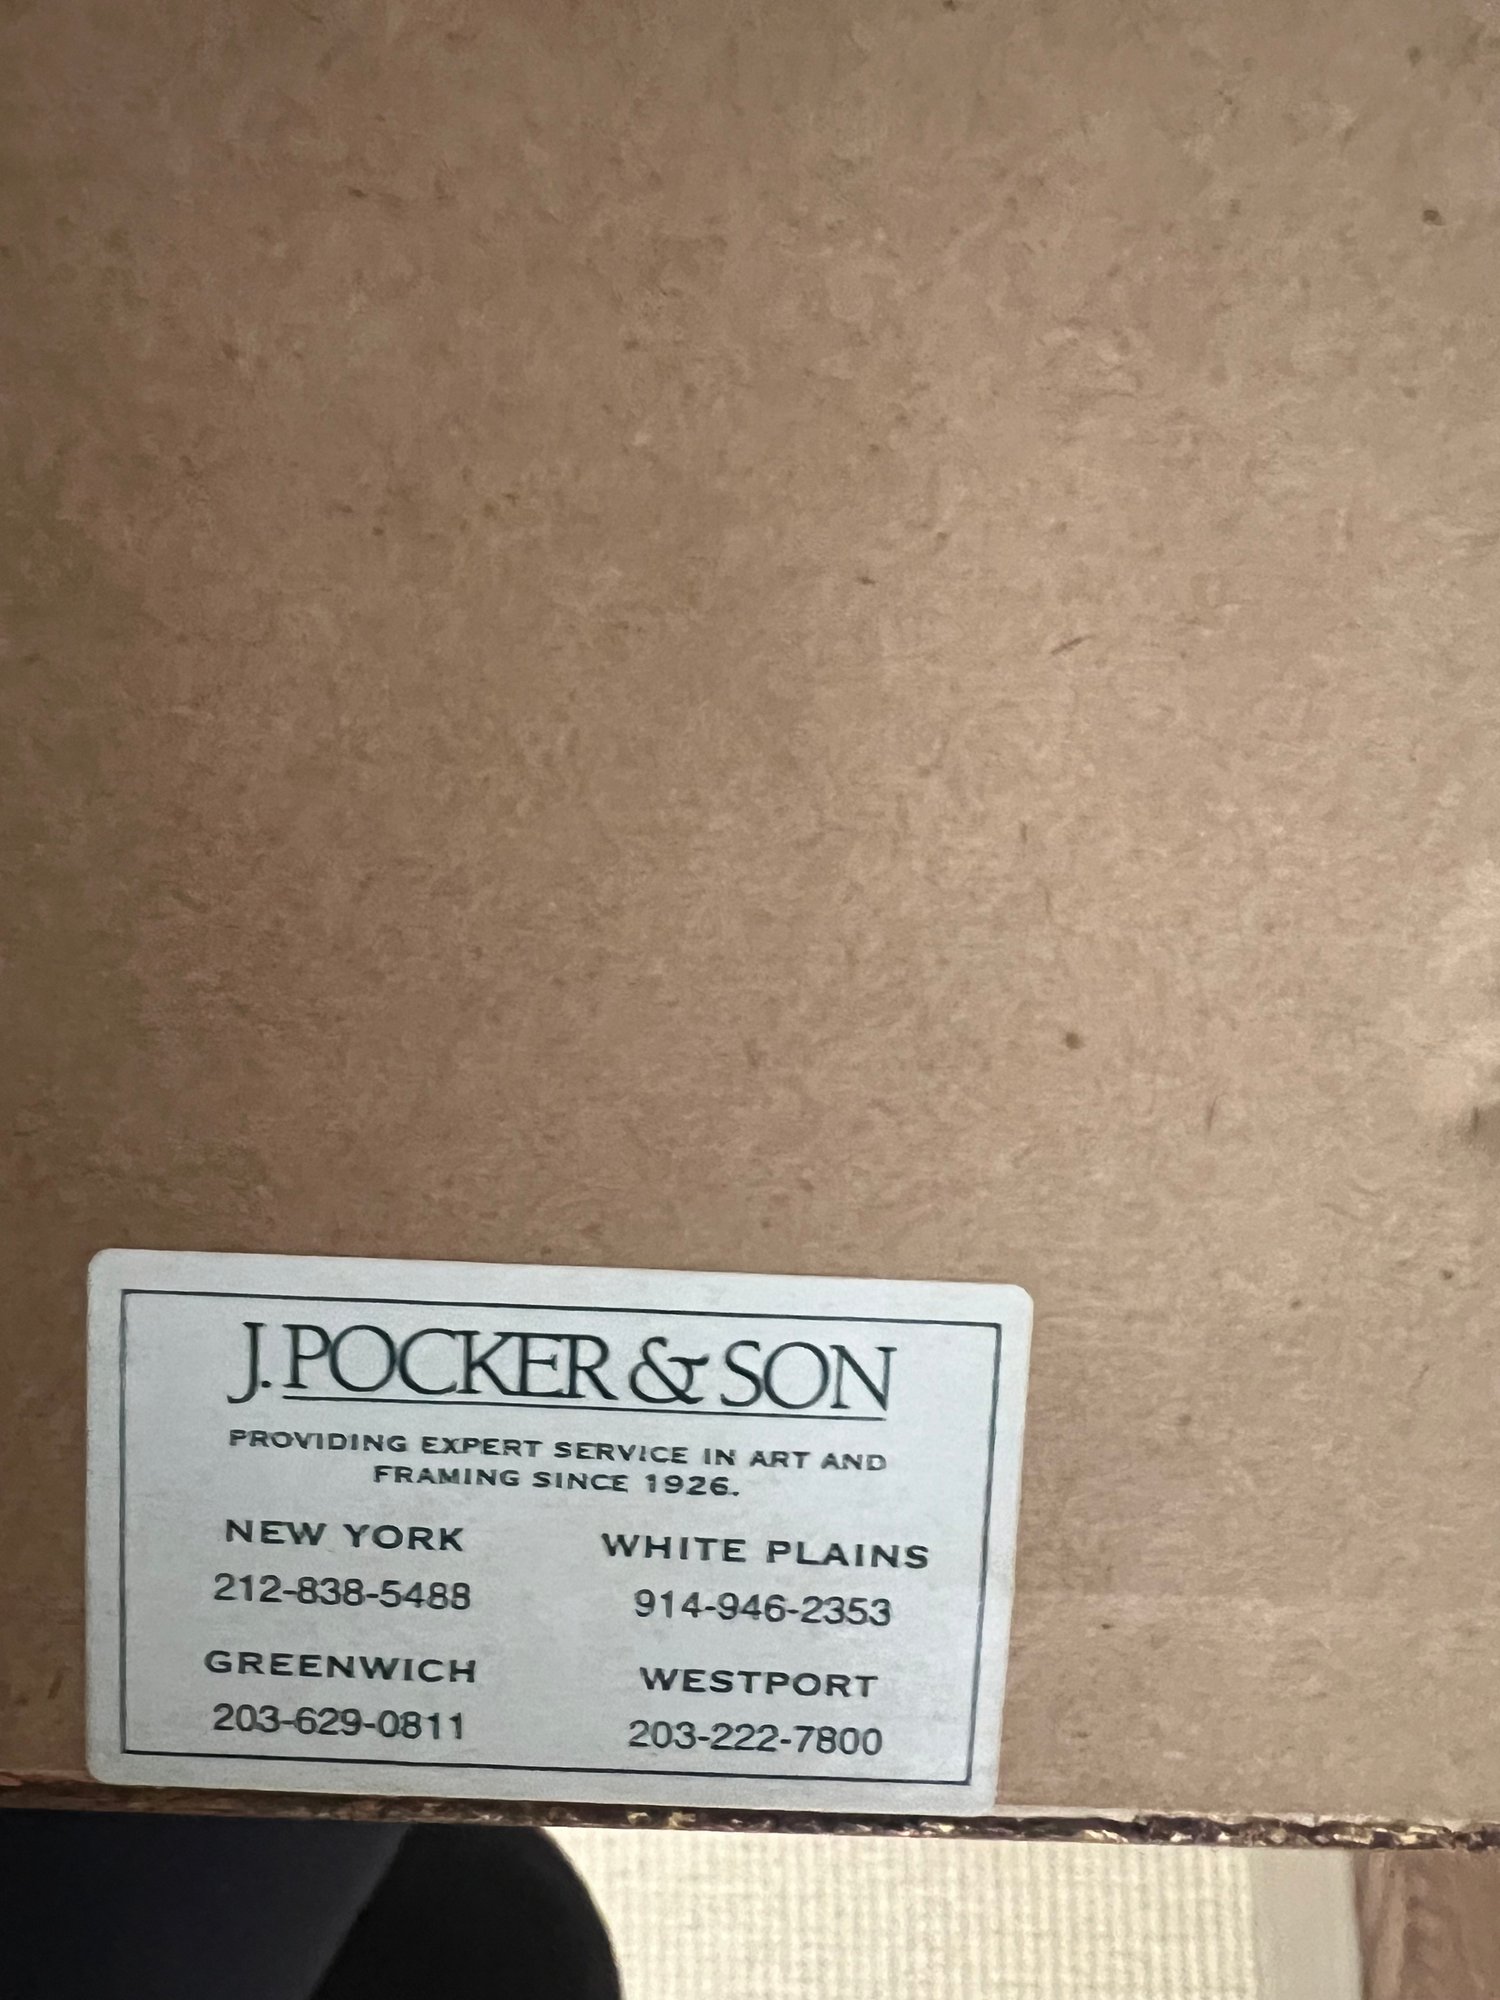 J. POCKER & SON
PROVIDING EXPERT SERVICE IN ART AND
FRAMING SINCE 1926.
NEW YORK WHITE PLAINS
212-838-5488 914-946-2353
GREENWICH WESTPORT
203-629-0811 203-222-7800